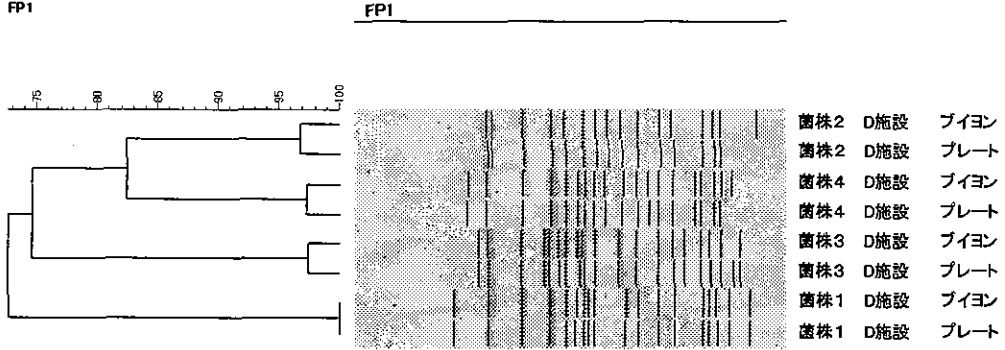 FP1
FP1
75 80 85 90 95 100
菌株2 D施設 ブイヨン
菌株2 D施設 プレート
菌株4 D施設 ブイヨン
菌株4 D施設 プレート
菌株3 D施設 ブイヨン
菌株3 D施設 プレート
菌株1 D施設 ブイヨン
菌株1 D施設 プレート